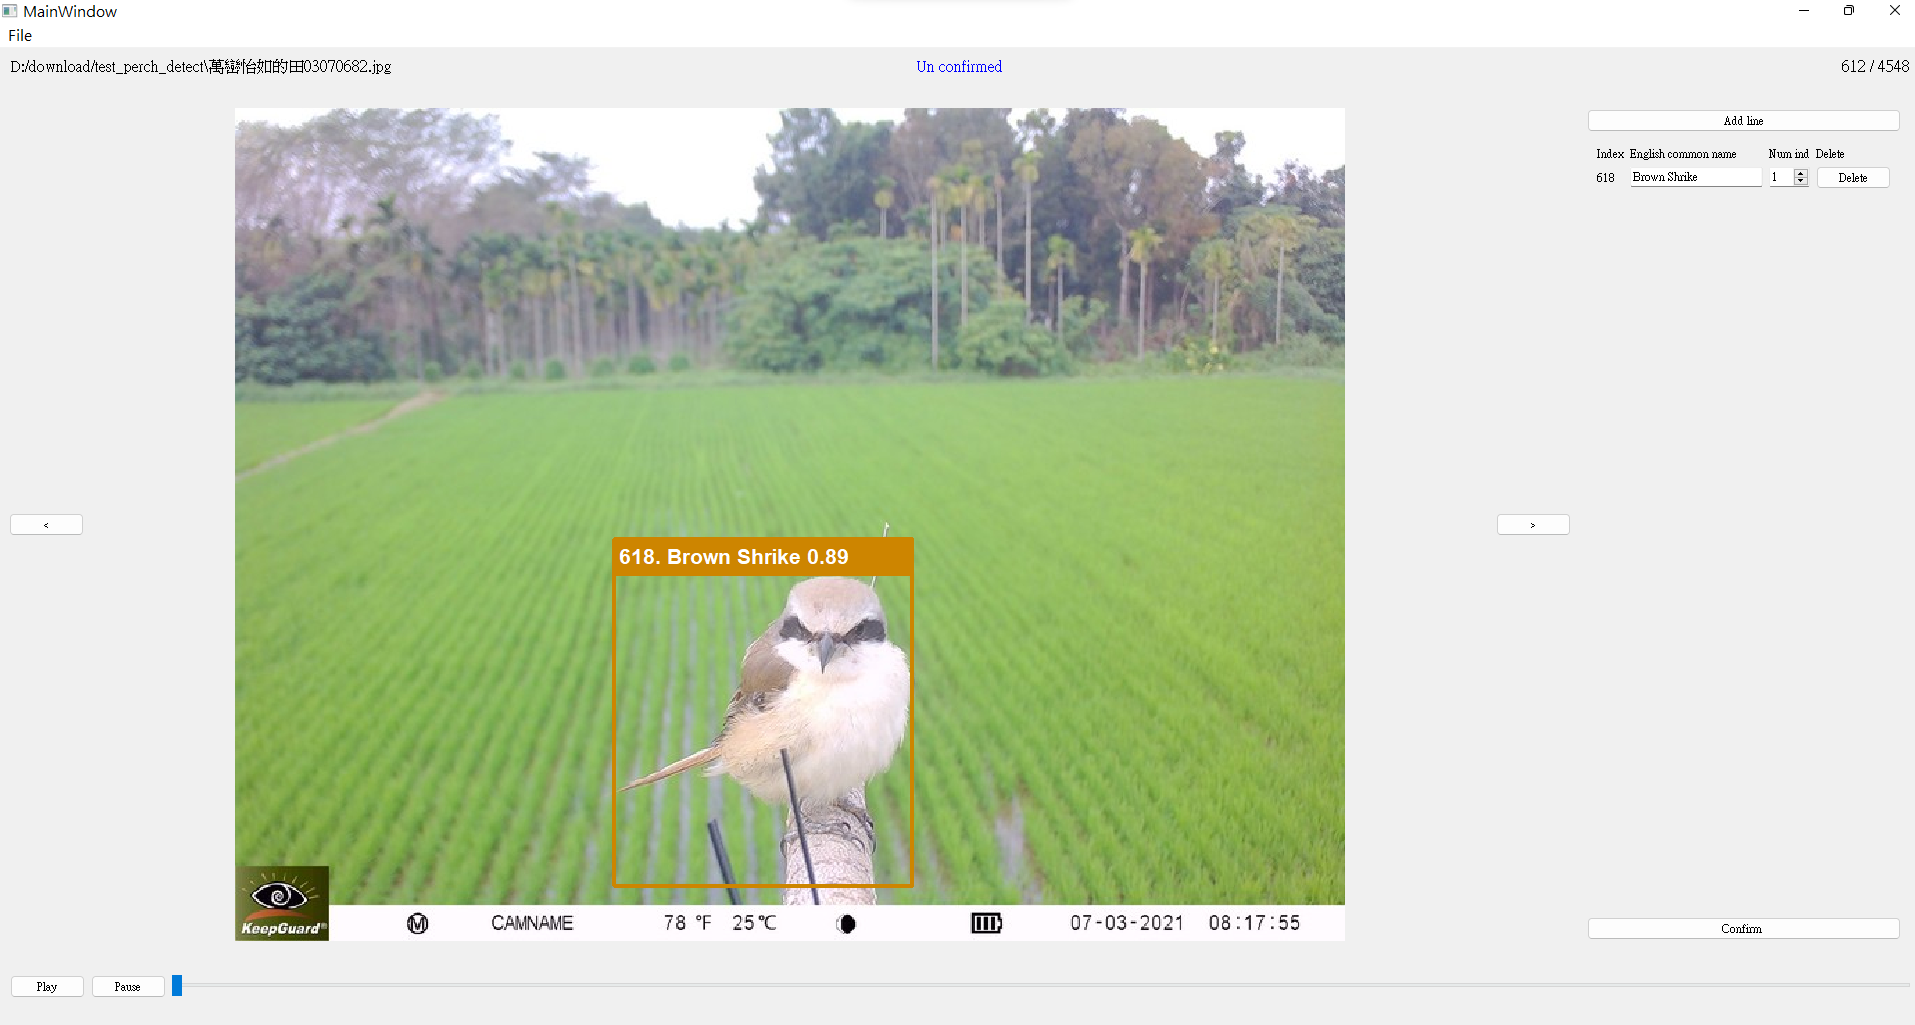 MainWindow
File
D:/download/test_perch_detect\萬巒怡如的田03070682.jpg
Un confirmed
612 / 4548
Add line
Index English common name Num ind Delete
618 Brown Shrike 1 Delete
<
>
618. Brown Shrike 0.89
KeepGuard®
M CAMNAME 78 °F 25℃ 07-03-2021 08:17:55
Confirm
Play Pause